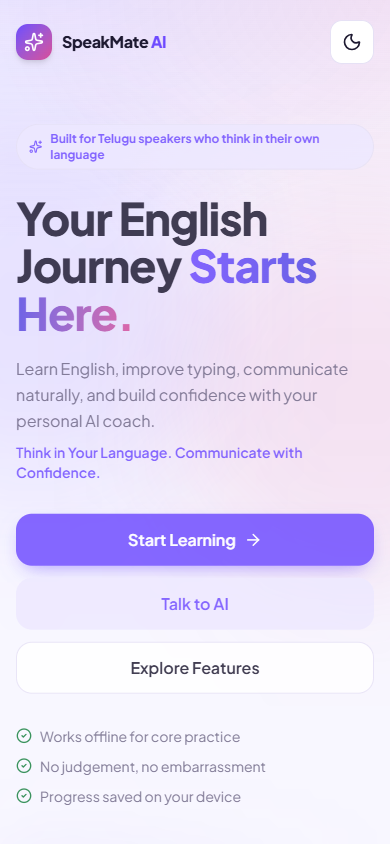 SpeakMate AI
Built for Telugu speakers who think in their own
language
Your English
Journey Starts
Here.
Learn English, improve typing, communicate
naturally, and build confidence with your
personal AI coach.
Think in Your Language. Communicate with
Confidence.
Start Learning →
Talk to AI
Explore Features
Works offline for core practice
No judgement, no embarrassment
Progress saved on your device